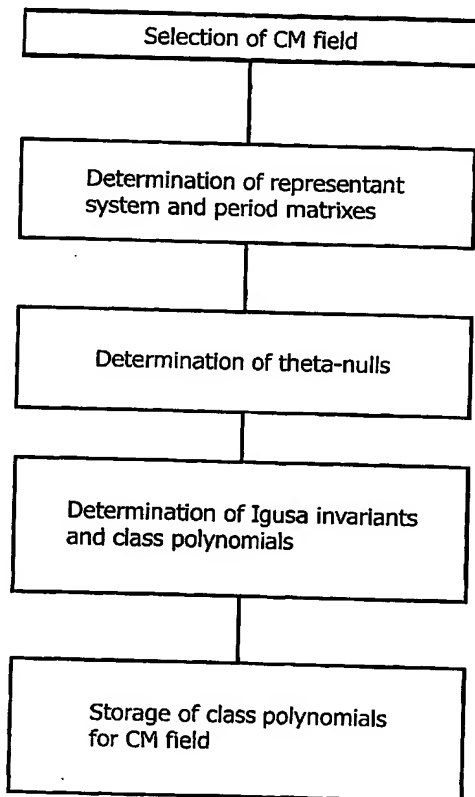 Selection of CM field
Determination of representant
system and period matrixes
Determination of theta-nulls
Determination of Igusa invariants
and class polynomials
Storage of class polynomials
for CM field